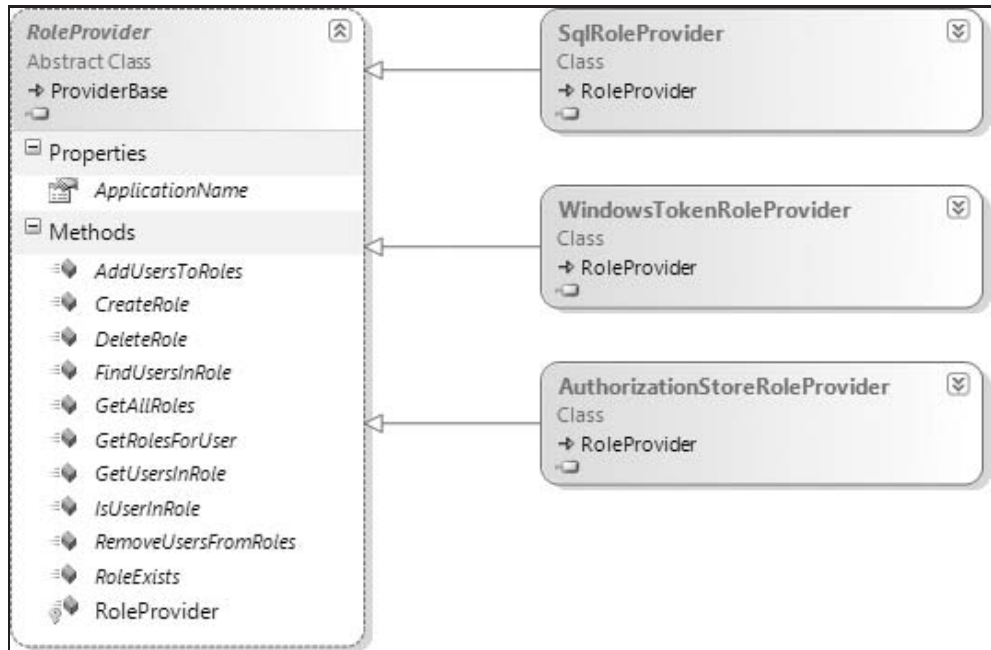 RoleProvider
Abstract Class
ProviderBase
Properties
ApplicationName
Methods
AddUsersToRoles
CreateRole
DeleteRole
FindUsersInRole
GetAllRoles
GetRolesForUser
GetUsersInRole
IsUserInRole
RemoveUsersFromRoles
RoleExists
RoleProvider
SqlRoleProvider
Class
RoleProvider
WindowsTokenRoleProvider
Class
RoleProvider
AuthorizationStoreRoleProvider
Class
RoleProvider